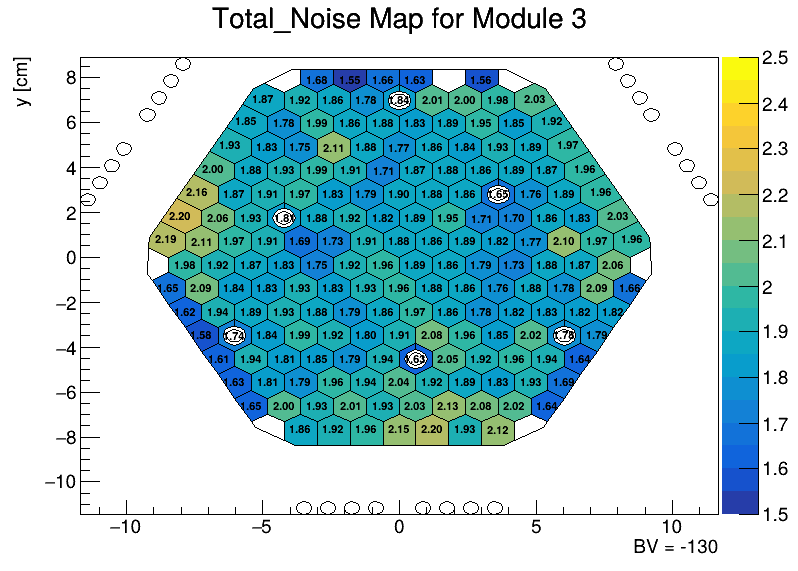 Total_Noise Map for Module 3
y [cm]
8
6
4
2
0
−2
−4
−6
−8
−10
1.68 1.55 1.66 1.63 1.56
1.87 1.92 1.86 1.78 1.84 2.01 2.00 1.98 2.03
1.85 1.78 1.99 1.86 1.88 1.83 1.89 1.95 1.85 1.92
1.93 1.83 1.75 2.11 1.88 1.77 1.86 1.84 1.93 1.89 1.97
2.00 1.88 1.93 1.99 1.91 1.71 1.87 1.88 1.86 1.89 1.87 1.96
2.16 1.87 1.91 1.97 1.83 1.79 1.90 1.88 1.86 1.65 1.76 1.89 1.96
2.20 2.06 1.93 1.81 1.88 1.92 1.89 1.95 1.71 1.70 1.86 1.83 2.03
2.19 2.11 1.97 1.91 1.69 1.73 1.91 1.88 1.86 1.89 1.82 1.77 2.10 1.97 1.96
1.98 1.92 1.87 1.83 1.75 1.92 1.96 1.89 1.86 1.79 1.73 1.88 1.87 2.06
1.65 2.09 1.84 1.83 1.93 1.85 1.93 1.88 1.86 1.76 1.88 1.78 2.09 1.66
1.62 1.94 1.84 1.87 1.83 1.89 1.86 1.97 1.87 1.78 1.82 1.83 1.82 1.82
1.58 1.74 1.94 1.99 1.92 1.80 1.91 2.08 1.96 1.85 2.02 1.78 1.79
1.61 1.94 1.81 1.85 1.79 1.94 1.63 2.05 1.92 1.96 1.94 1.64
1.63 1.81 1.79 1.96 1.94 2.04 1.92 1.89 1.83 1.93 1.69
1.65 2.00 1.93 2.01 1.93 2.03 2.13 2.08 2.02 1.64
1.86 1.92 1.96 2.15 2.20 1.93 2.12
−10 −5 0 5 10
BV = -130
2.5
2.4
2.3
2.2
2.1
2
1.9
1.8
1.7
1.6
1.5